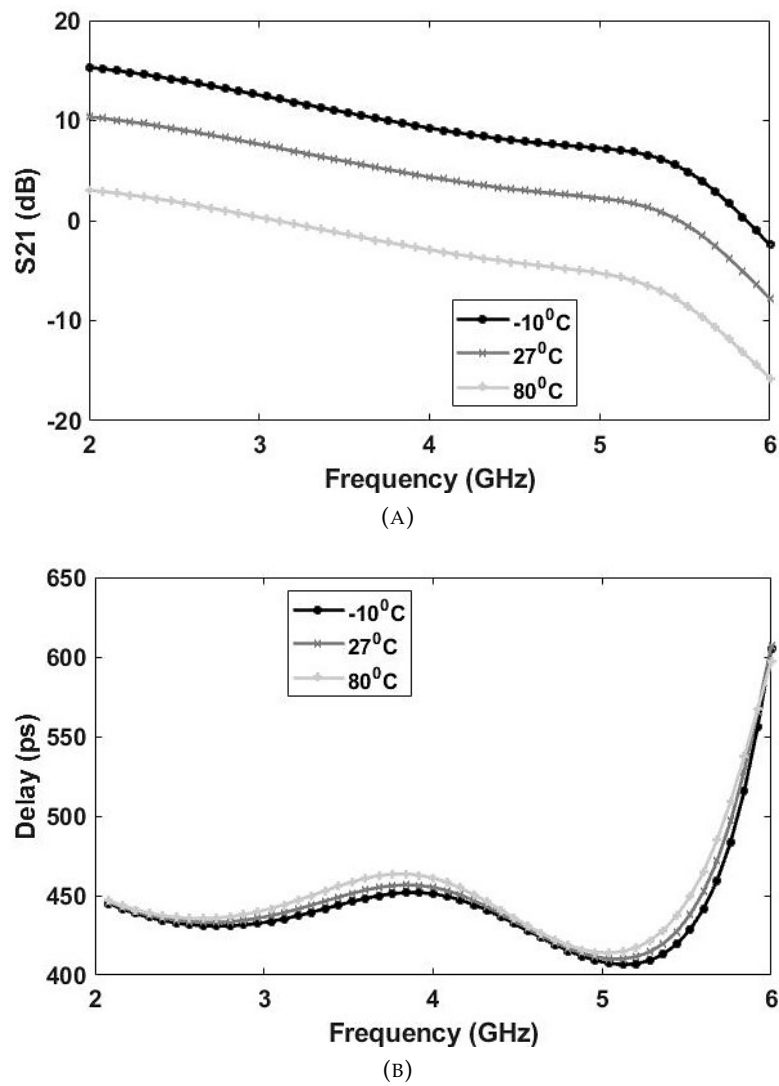 20
10
0
-10
-20
S21 (dB)
-10⁰C
27⁰C
80⁰C
2 3 4 5 6
Frequency (GHz)
(A)
650
600
550
500
450
400
Delay (ps)
-10⁰C
27⁰C
80⁰C
2 3 4 5 6
Frequency (GHz)
(B)